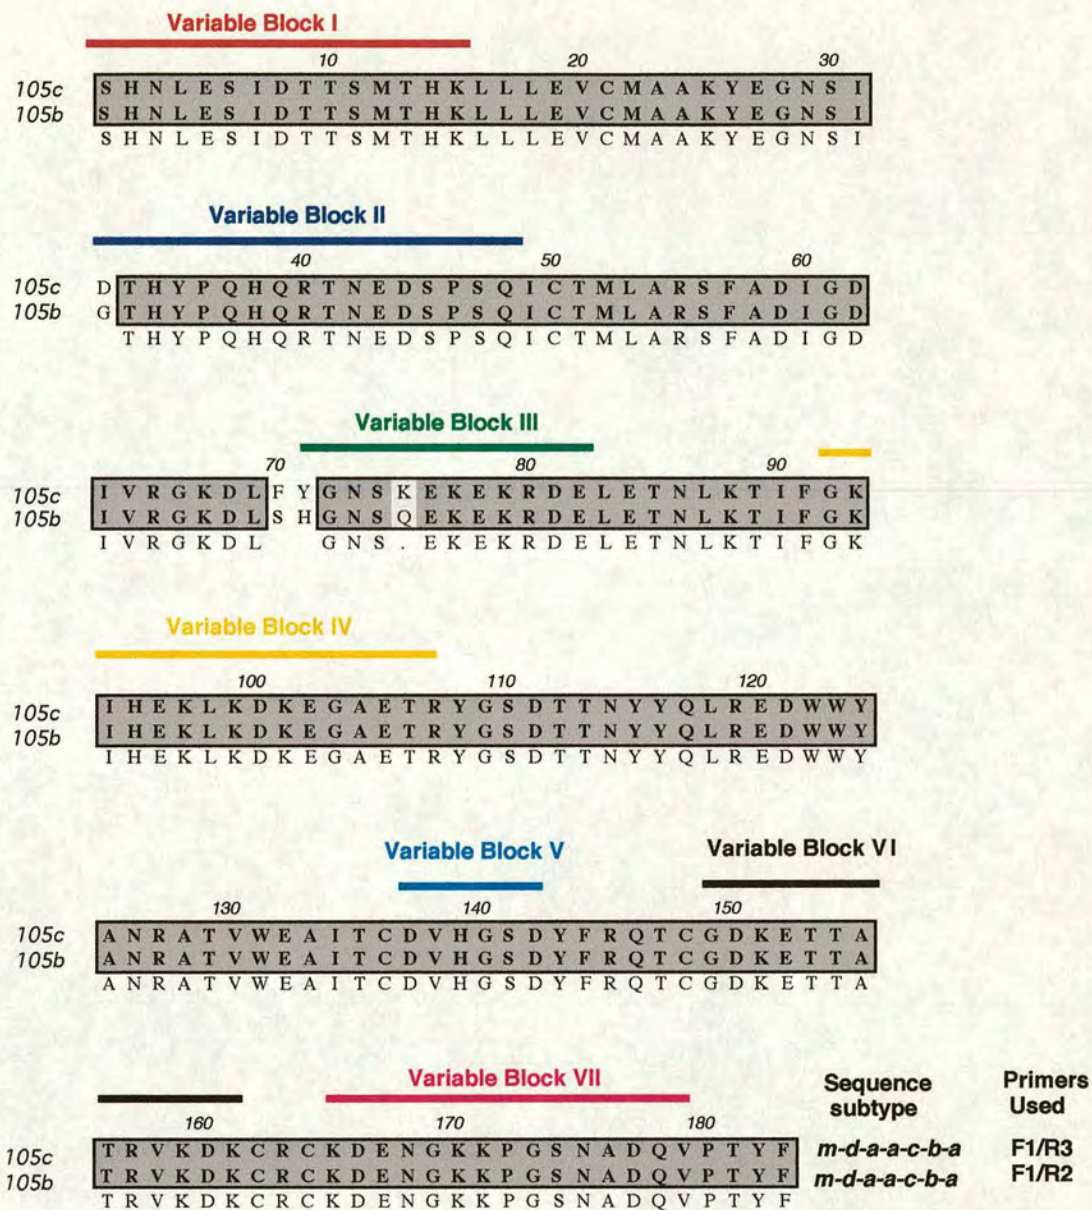 Variable Block I
10 20 30
105c S H N L E S I D T T S M T H K L L L E V C M A A K Y E G N S I
105b S H N L E S I D T T S M T H K L L L E V C M A A K Y E G N S I
S H N L E S I D T T S M T H K L L L E V C M A A K Y E G N S I
Variable Block II
40 50 60
105c D T H Y P Q H Q R T N E D S P S Q I C T M L A R S F A D I G D
105b G T H Y P Q H Q R T N E D S P S Q I C T M L A R S F A D I G D
T H Y P Q H Q R T N E D S P S Q I C T M L A R S F A D I G D
Variable Block III
70 80 90
105c I V R G K D L F Y G N S K E K E K R D E L E T N L K T I F G K
105b I V R G K D L S H G N S Q E K E K R D E L E T N L K T I F G K
I V R G K D L G N S . E K E K R D E L E T N L K T I F G K
Variable Block IV
100 110 120
105c I H E K L K D K E G A E T R Y G S D T T N Y Y Q L R E D W W Y
105b I H E K L K D K E G A E T R Y G S D T T N Y Y Q L R E D W W Y
I H E K L K D K E G A E T R Y G S D T T N Y Y Q L R E D W W Y
Variable Block V Variable Block VI
130 140 150
105c A N R A T V W E A I T C D V H G S D Y F R Q T C G D K E T T A
105b A N R A T V W E A I T C D V H G S D Y F R Q T C G D K E T T A
A N R A T V W E A I T C D V H G S D Y F R Q T C G D K E T T A
Variable Block VII Sequence subtype Primers Used
160 170 180
105c T R V K D K C R C K D E N G K K P G S N A D Q V P T Y F m-d-a-a-c-b-a F1/R3
105b T R V K D K C R C K D E N G K K P G S N A D Q V P T Y F m-d-a-a-c-b-a F1/R2
T R V K D K C R C K D E N G K K P G S N A D Q V P T Y F